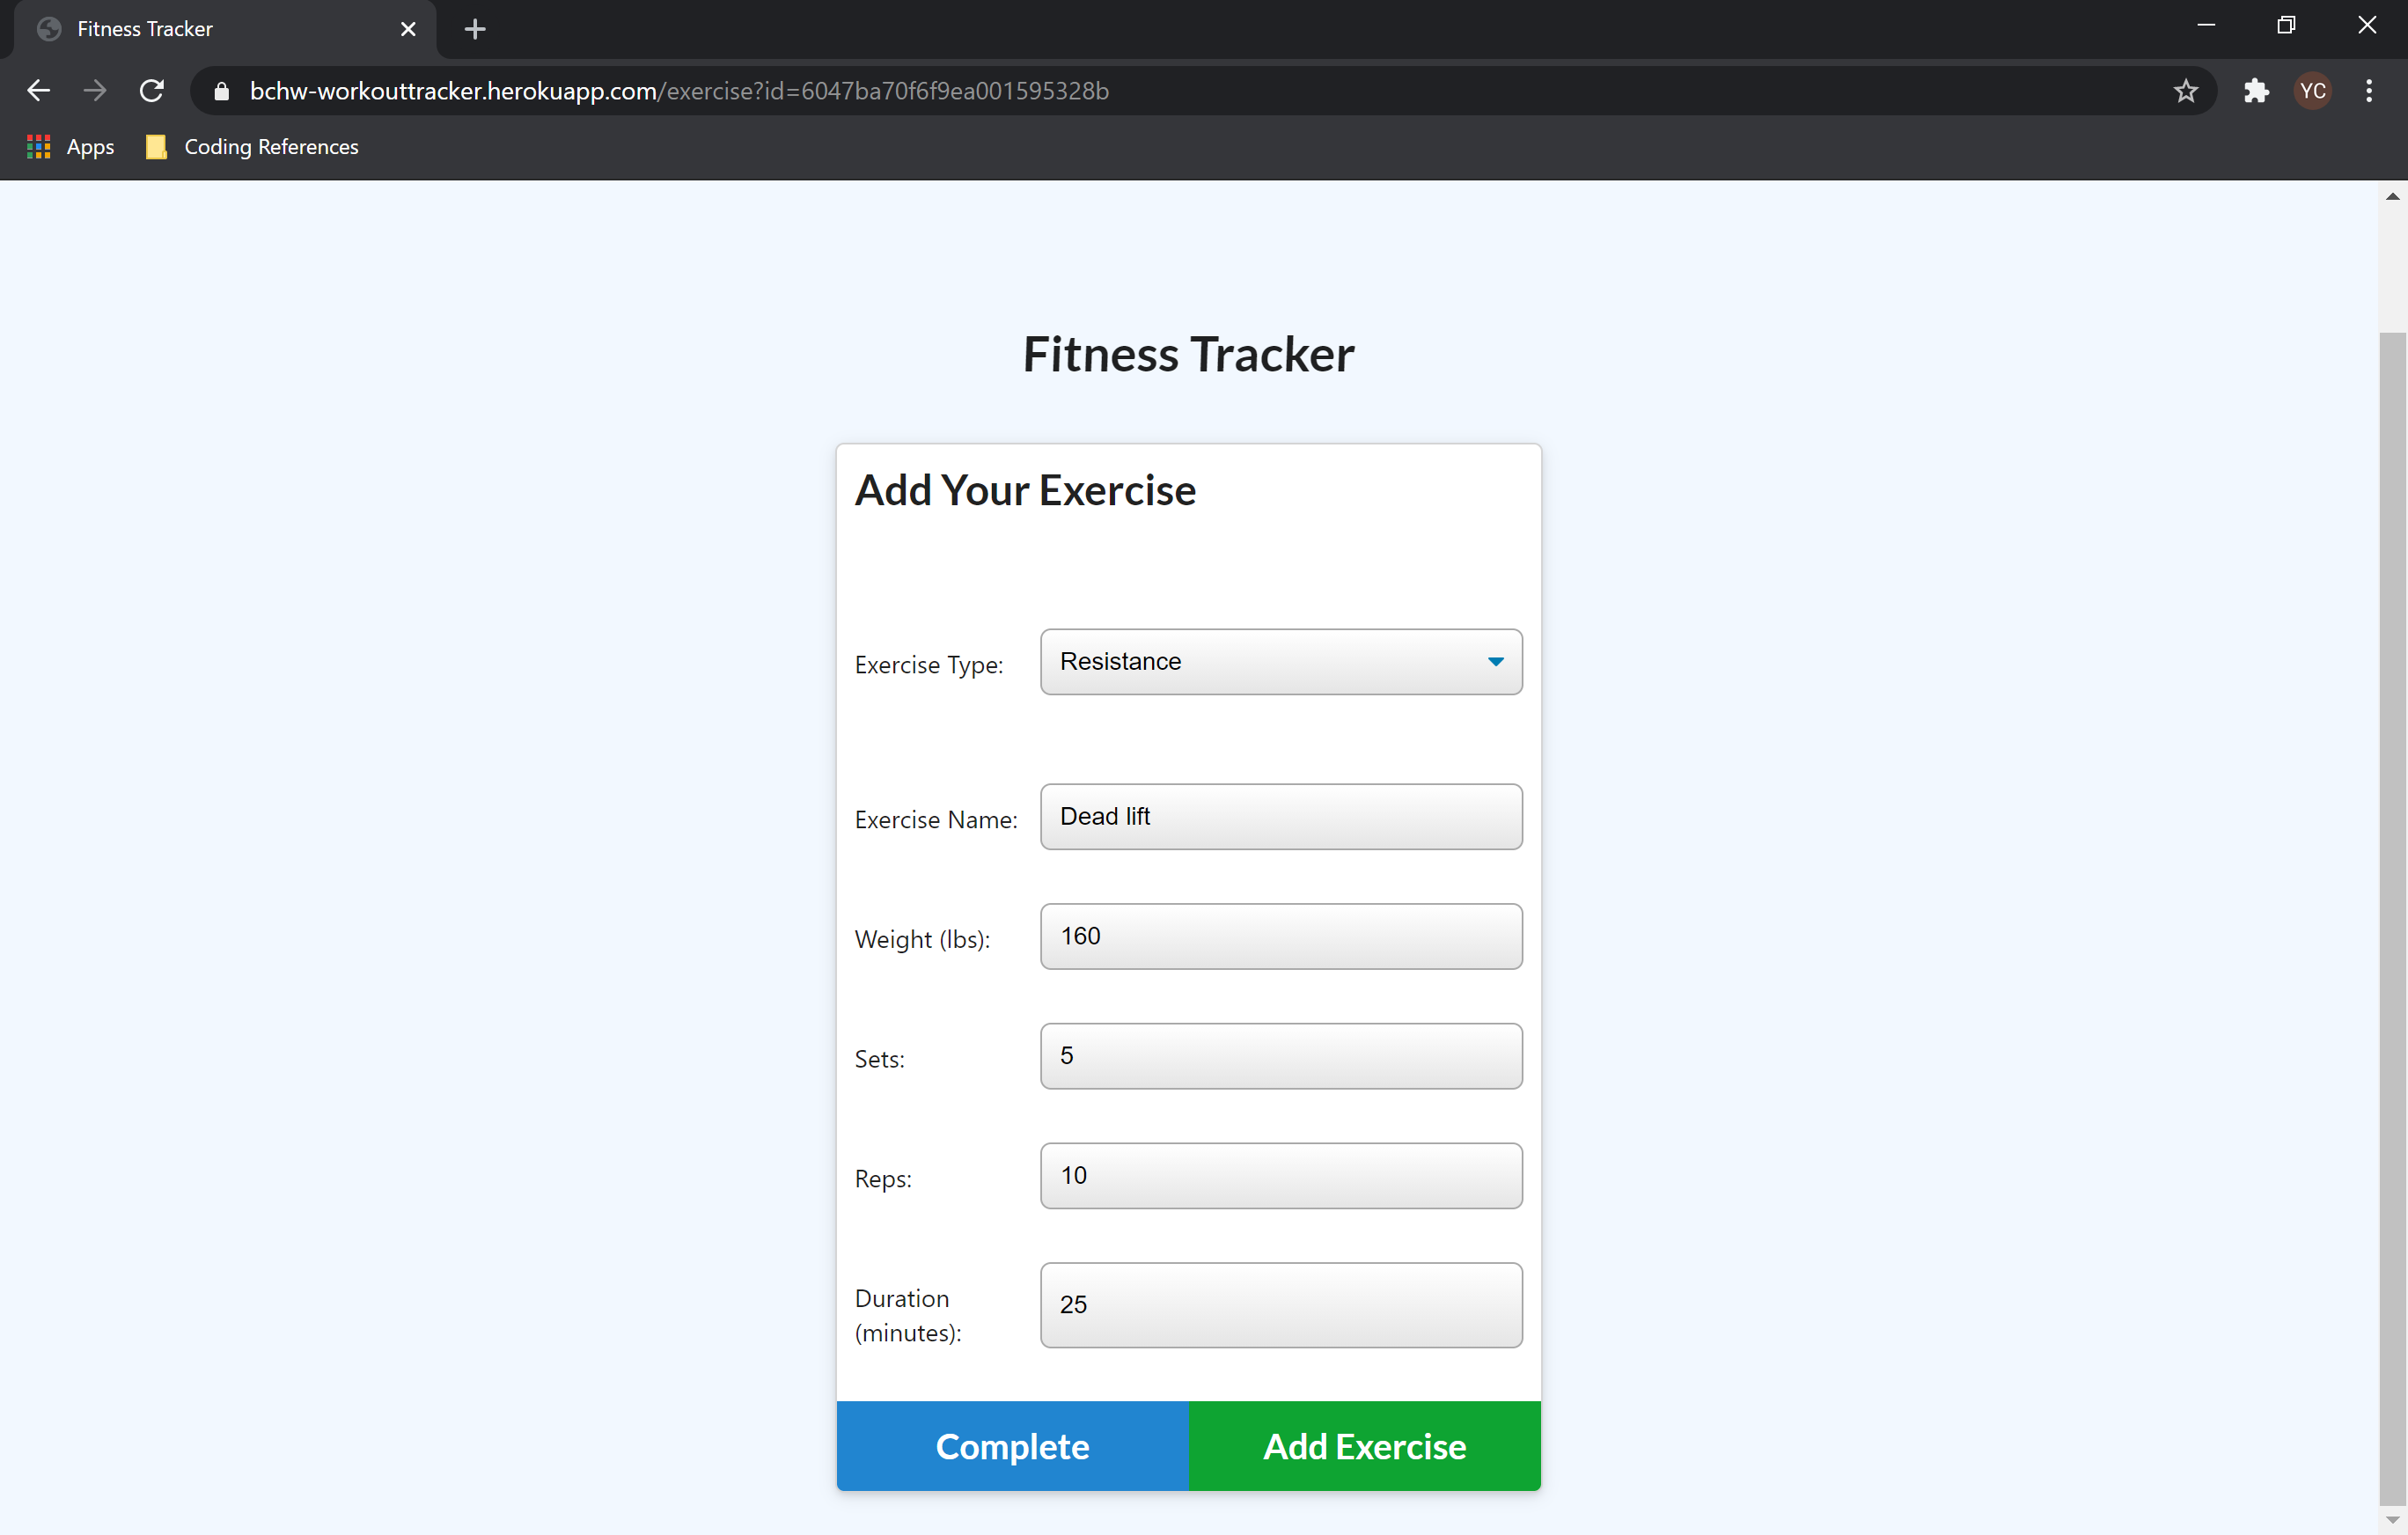 Fitness Tracker
bchw-workouttracker.herokuapp.com/exercise?id=6047ba70f6f9ea001595328b
YC
Apps
Coding References
Fitness Tracker
Add Your Exercise
Exercise Type:
Resistance
Exercise Name:
Dead lift
Weight (lbs):
160
Sets:
5
Reps:
10
Duration
(minutes):
25
Complete
Add Exercise